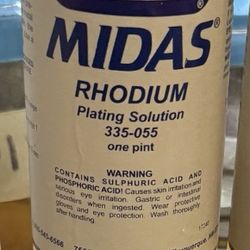 MIDAS®
RHODIUM
Plating Solution
335-055
one pint
WARNING
CONTAINS SULPHURIC ACID AND
PHOSPHORIC ACID! Causes skin irritation and
serious eye irritation. Gastric or intestinal
disorders when ingested. Wear protective
gloves and eye protection. Wash thoroughly
after handling.